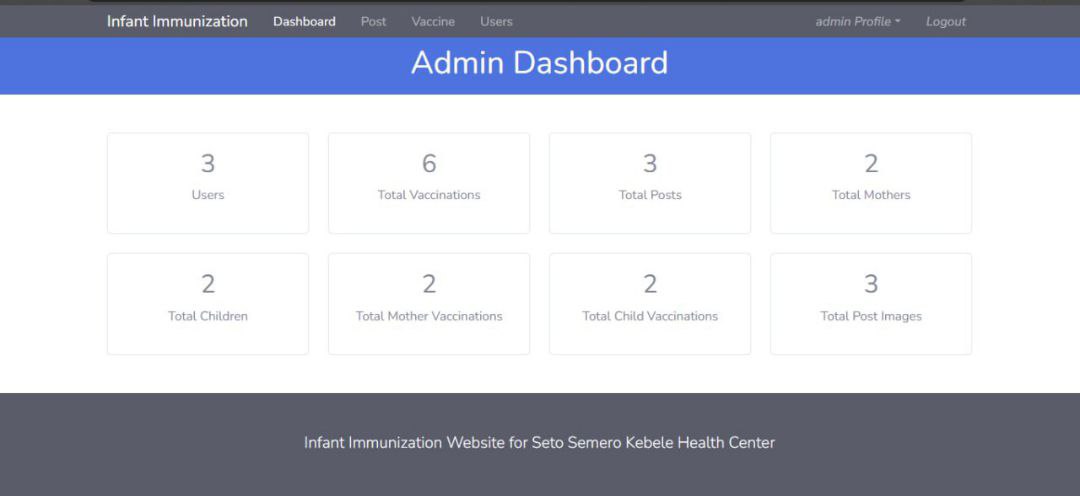 Infant Immunization Dashboard Post Vaccine Users admin Profile Logout
Admin Dashboard
3 6 3 2
Users Total Vaccinations Total Posts Total Mothers
2 2 2 3
Total Children Total Mother Vaccinations Total Child Vaccinations Total Post Images
Infant Immunization Website for Seto Semero Kebele Health Center